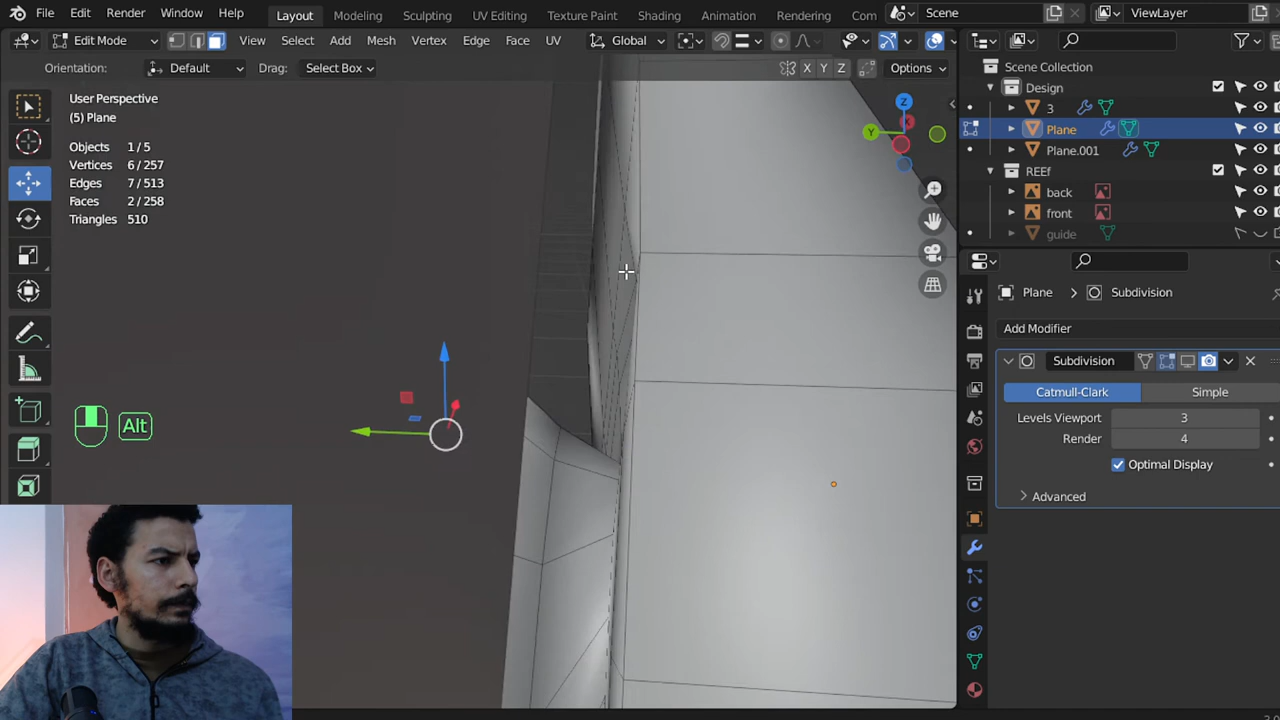 File Edit Render Window Help Layout Modeling Sculpting UV Editing Texture Paint Shading Animation Rendering Com Scene ViewLayer
Edit Mode View Select Add Mesh Vertex Edge Face UV Global
Orientation: Default Drag: Select Box X Y Z Options
Scene Collection
Design
3
Plane
Plane.001
REEf
back
front
guide
User Perspective
(5) Plane
Objects 1/5
Vertices 6/257
Edges 7/513
Faces 2/258
Triangles 510
Z
Y
Alt
Plane > Subdivision
Add Modifier
Subdivision
Catmull-Clark Simple
Levels Viewport 3
Render 4
Optimal Display
Advanced